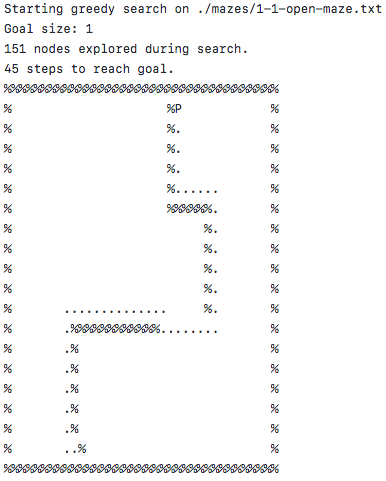 Starting greedy search on ./mazes/1-1-open-maze.txt
Goal size: 1
151 nodes explored during search.
45 steps to reach goal.
%%%%%%%%%%%%%%%%%%%%%%%%%%%%%%%%%%%%%
%                     %P            %
%                     %.            %
%                     %.            %
%                     %.            %
%                     %......       %
%                     %%%%%%.       %
%                          %.       %
%                          %.       %
%                          %.       %
%                          %.       %
%       ..............     %.       %
%       .%%%%%%%%%%%%........       %
%       .%                          %
%       .%                          %
%       .%                          %
%       .%                          %
%       .%                          %
%       ..%                         %
%%%%%%%%%%%%%%%%%%%%%%%%%%%%%%%%%%%%%